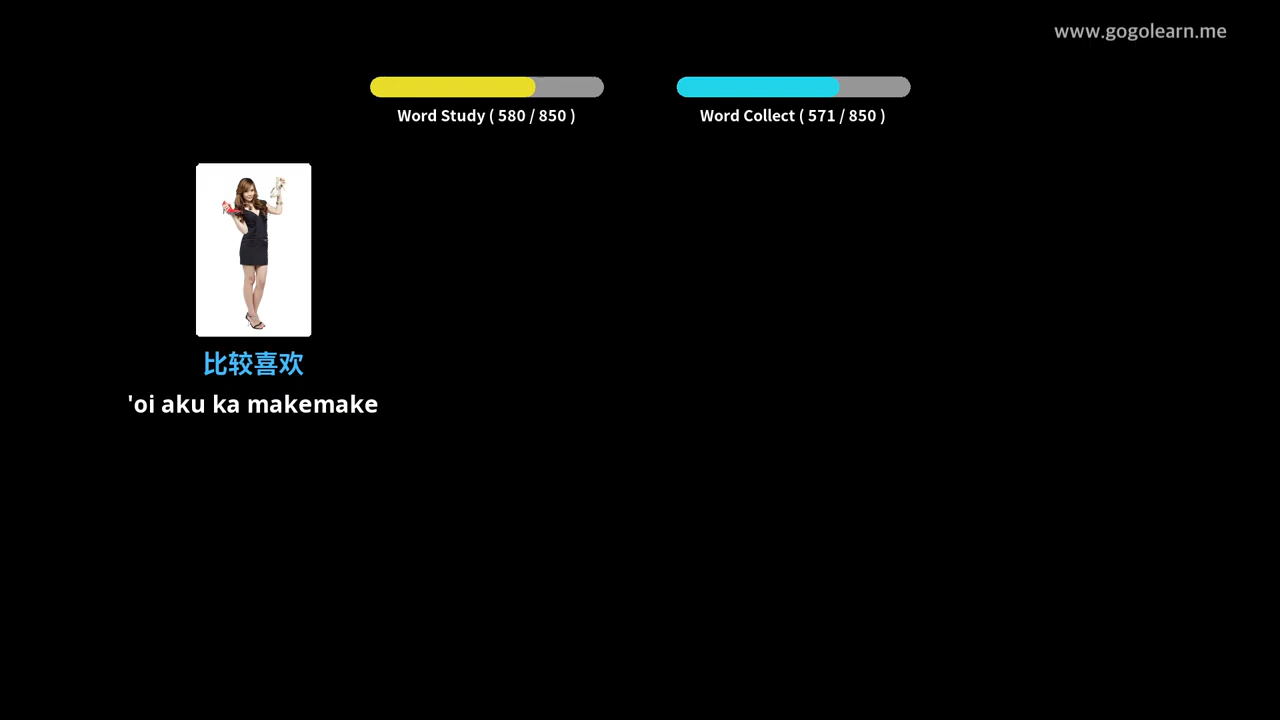 www.gogolearn.me
Word Study ( 580 / 850 )
Word Collect ( 571 / 850 )
比较喜欢
'oi aku ka makemake